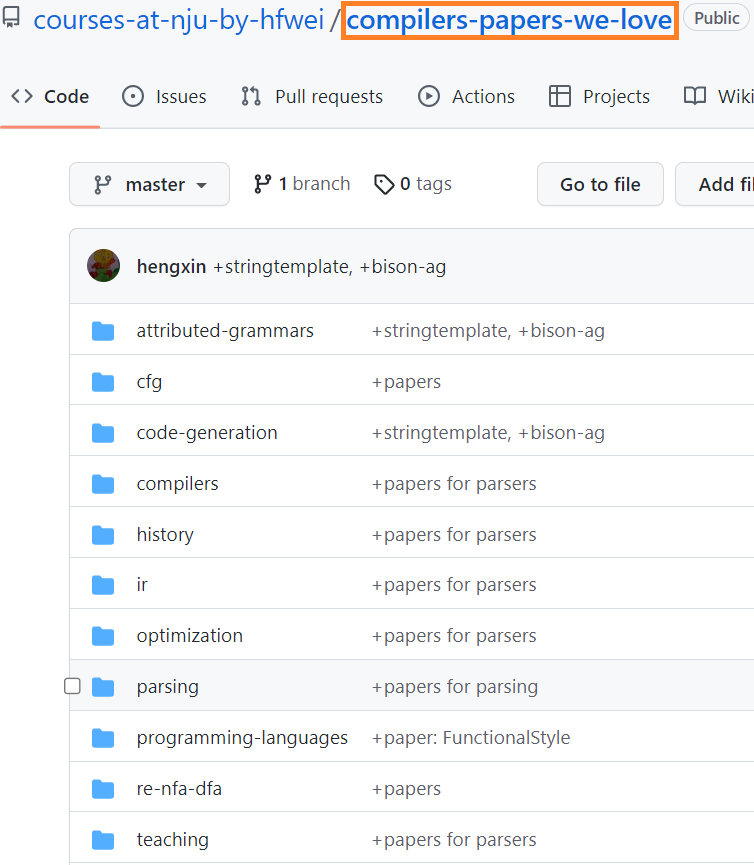 courses-at-nju-by-hfwei / compilers-papers-we-love Public
Code Issues Pull requests Actions Projects Wiki
master 1 branch 0 tags Go to file Add fil
hengxin +stringtemplate, +bison-ag
attributed-grammars +stringtemplate, +bison-ag
cfg +papers
code-generation +stringtemplate, +bison-ag
compilers +papers for parsers
history +papers for parsers
ir +papers for parsers
optimization +papers for parsers
parsing +papers for parsing
programming-languages +paper: FunctionalStyle
re-nfa-dfa +papers
teaching +papers for parsers